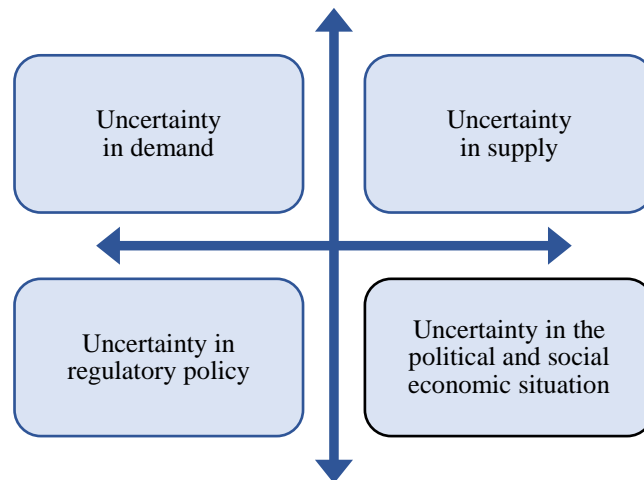 Uncertainty
in demand
Uncertainty
in supply
Uncertainty in
regulatory policy
Uncertainty in the
political and social
economic situation